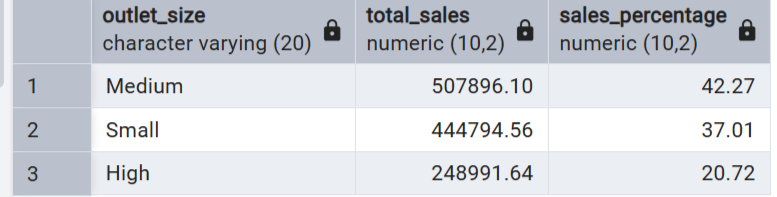 outlet_size total_sales sales_percentage
character varying (20) numeric (10,2) numeric (10,2)
1 Medium 507896.10 42.27
2 Small 444794.56 37.01
3 High 248991.64 20.72